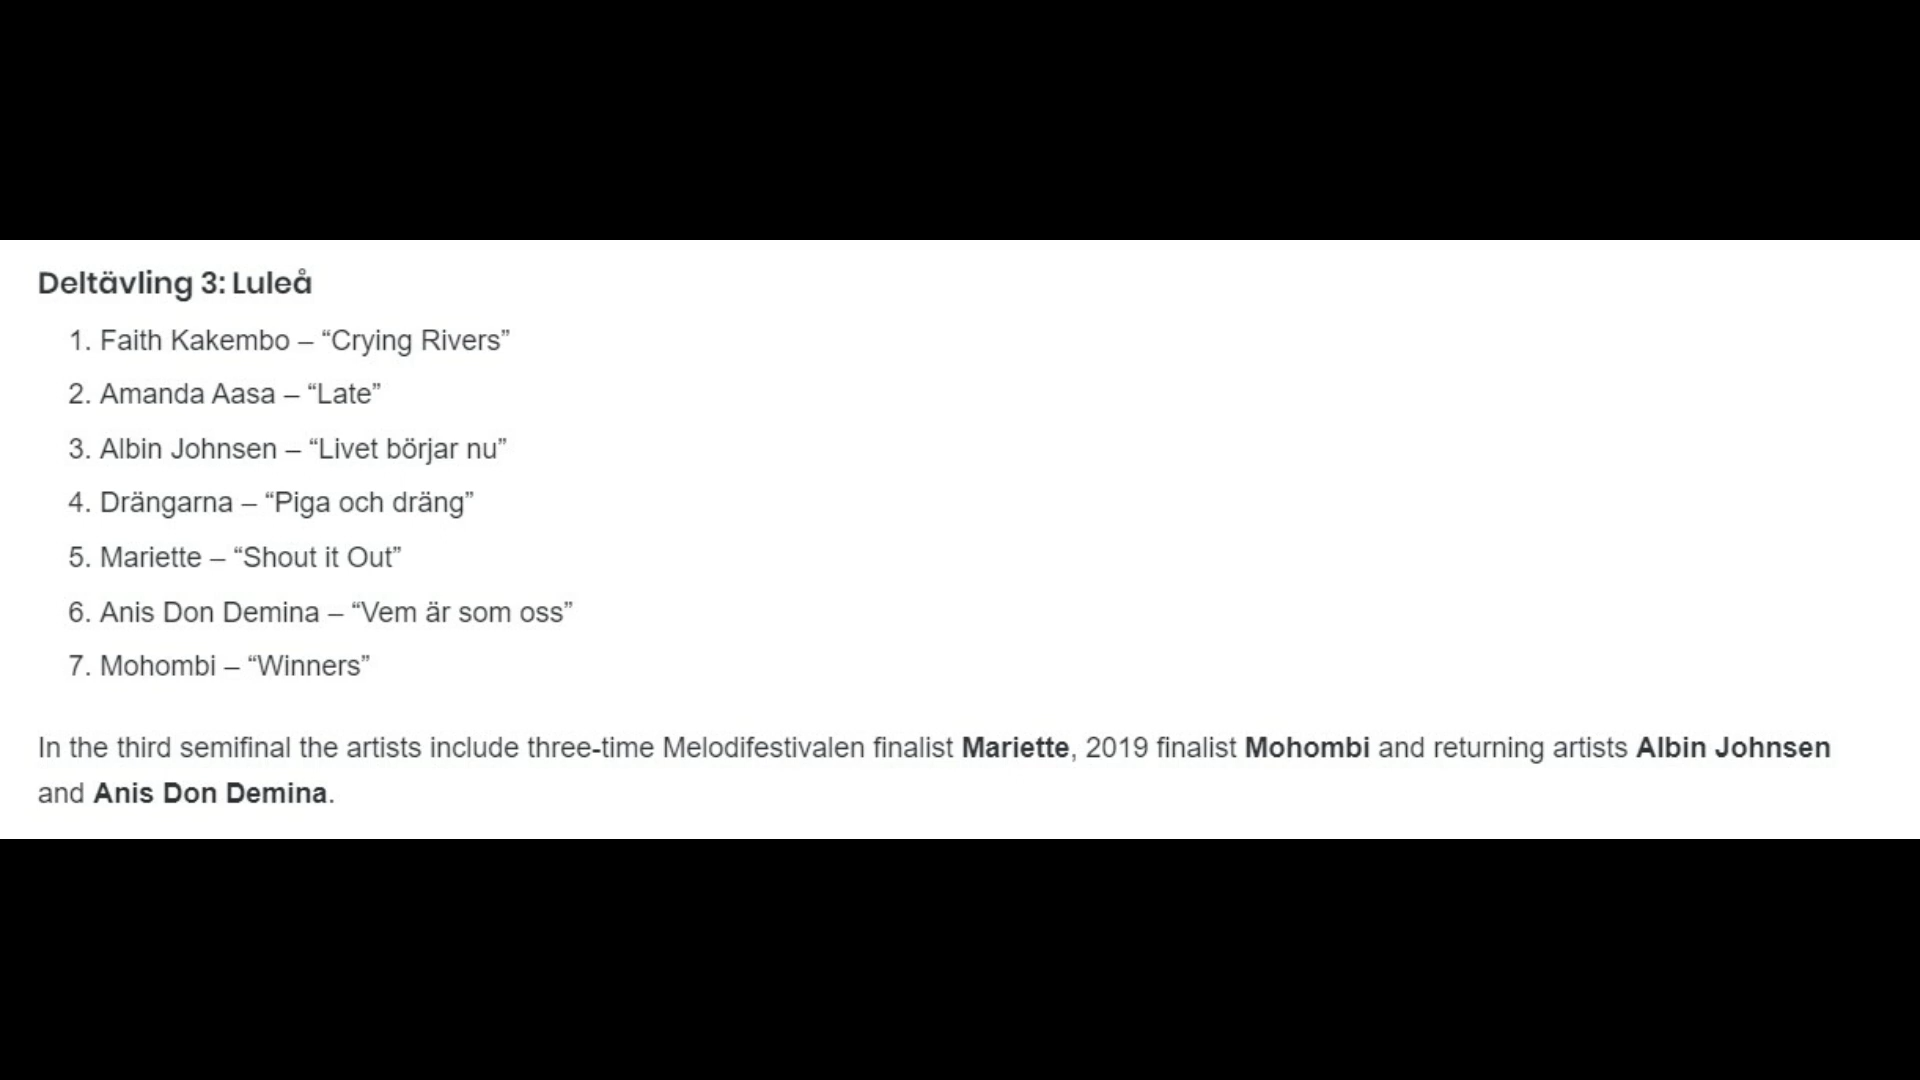 Deltävling 3: Luleå
1. Faith Kakembo – “Crying Rivers”
2. Amanda Aasa – “Late”
3. Albin Johnsen – “Livet börjar nu”
4. Drängarna – “Piga och dräng”
5. Mariette – “Shout it Out”
6. Anis Don Demina – “Vem är som oss”
7. Mohombi – “Winners”
In the third semifinal the artists include three-time Melodifestivalen finalist Mariette, 2019 finalist Mohombi and returning artists Albin Johnsen
and Anis Don Demina.